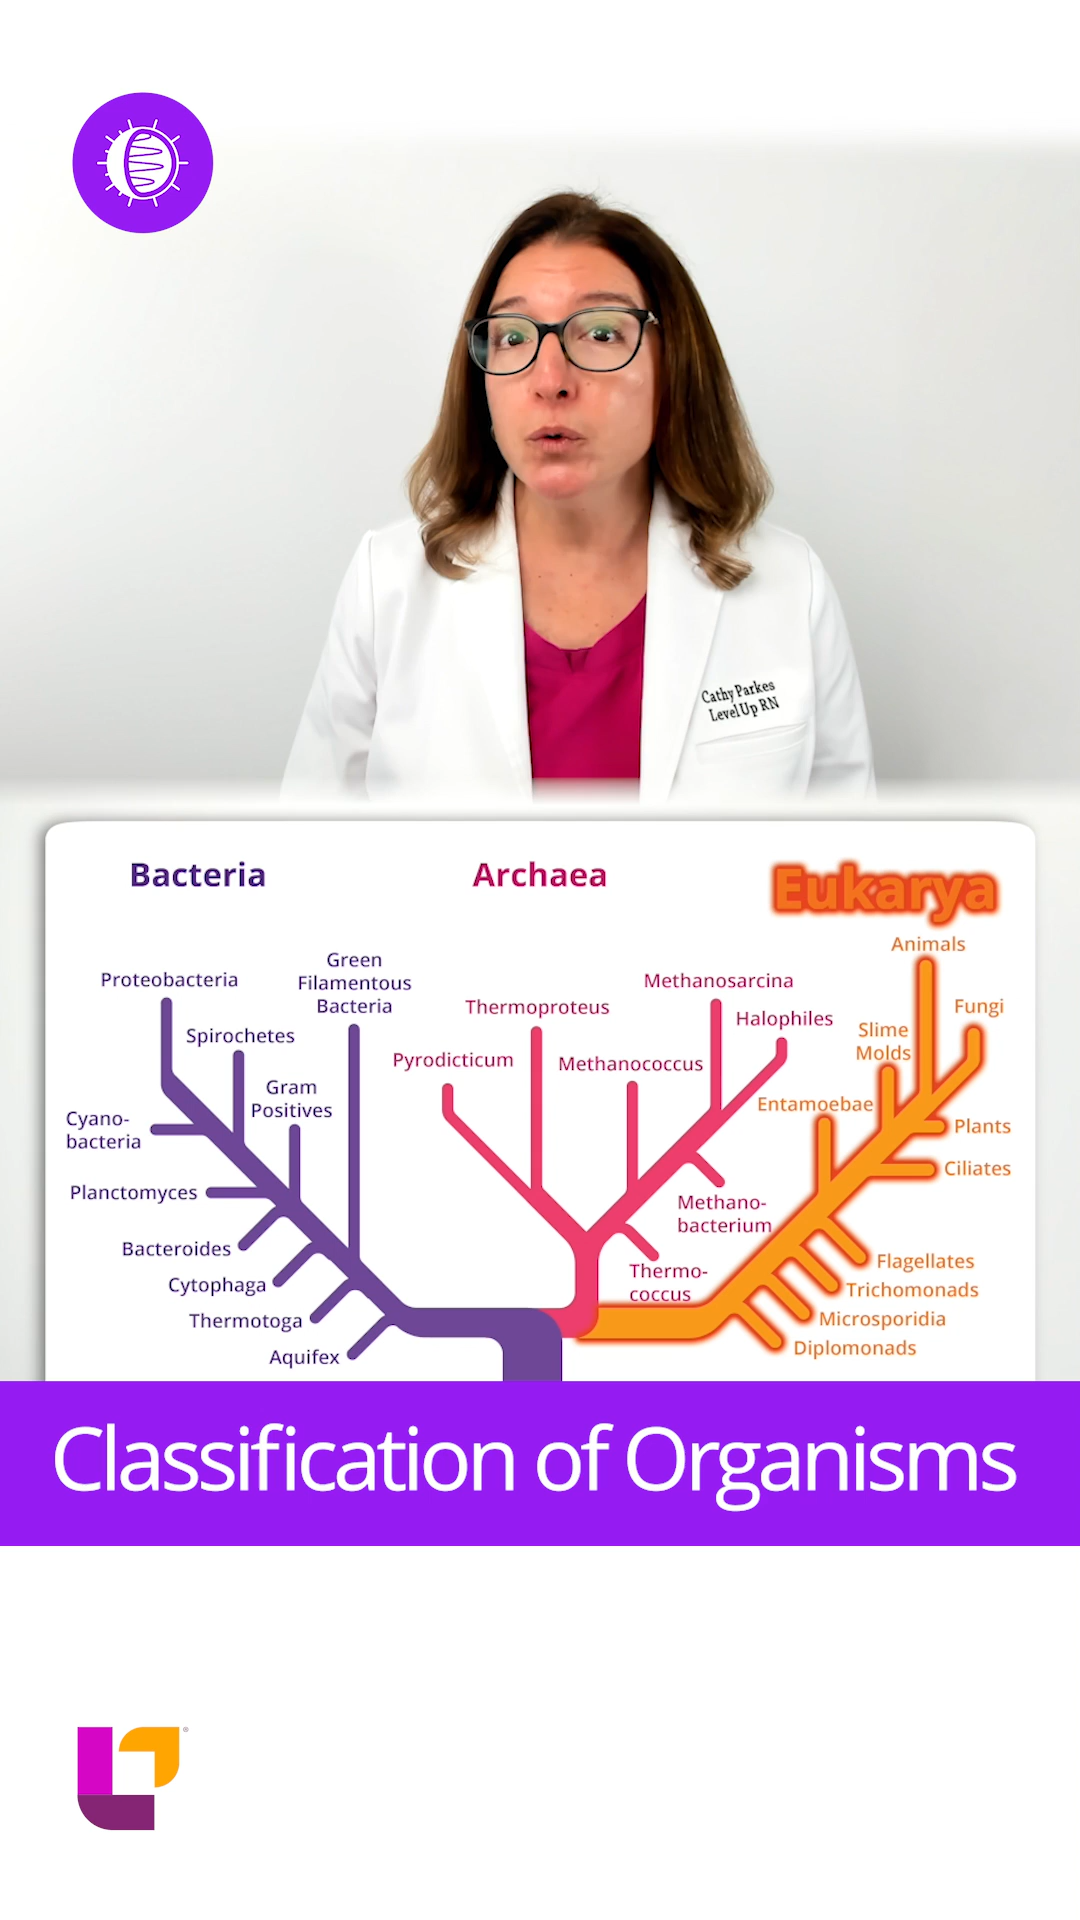 Cathy Parkes
Level Up RN
Bacteria
Archaea
Eukarya
Proteobacteria
Spirochetes
Green
Filamentous
Bacteria
Gram
Positives
Cyano-
bacteria
Planctomyces
Bacteroides
Cytophaga
Thermotoga
Aquifex
Pyrodicticum
Thermoproteus
Methanococcus
Methanosarcina
Halophiles
Methano-
bacterium
Thermo-
coccus
Animals
Fungi
Slime
Molds
Entamoebae
Plants
Ciliates
Flagellates
Trichomonads
Microsporidia
Diplomonads
Classification of Organisms
®